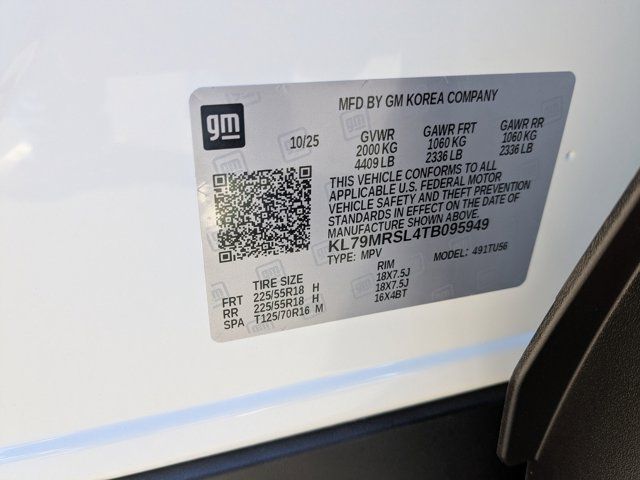 MFD BY GM KOREA COMPANY
gm
10/25 GVWR GAWR FRT GAWR RR
2000 KG 1060 KG 1060 KG
4409 LB 2336 LB 2336 LB
THIS VEHICLE CONFORMS TO ALL
APPLICABLE U.S. FEDERAL MOTOR
VEHICLE SAFETY AND THEFT PREVENTION
STANDARDS IN EFFECT ON THE DATE OF
MANUFACTURE SHOWN ABOVE.
KL79MRSL4TB095949
TYPE: MPV MODEL: 491TU56
TIRE SIZE RIM
FRT 225/55R18 H 18X7.5J
RR 225/55R18 H 18X7.5J
SPA T125/70R16 M 16X4BT